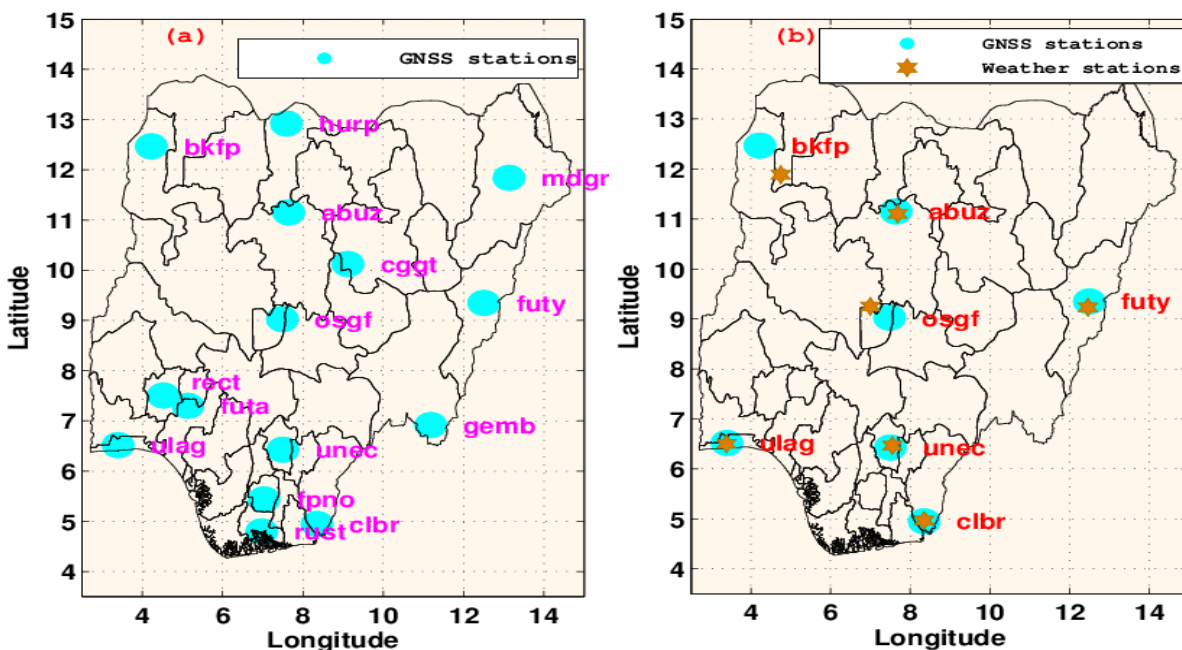 (a)
GNSS stations
15
14
13
12
11
10
9
8
7
6
5
4
Latitude
hurp
bkfp
mdgr
abuz
cggt
futy
osgf
rect
futa
gemb
ulag
unec
fpno
clbr
rust
4 6 8 10 12 14
Longitude
(b)
GNSS stations
Weather stations
15
14
13
12
11
10
9
8
7
6
5
4
Latitude
bkfp
abuz
futy
osgf
ulag
unec
clbr
4 6 8 10 12 14
Longitude